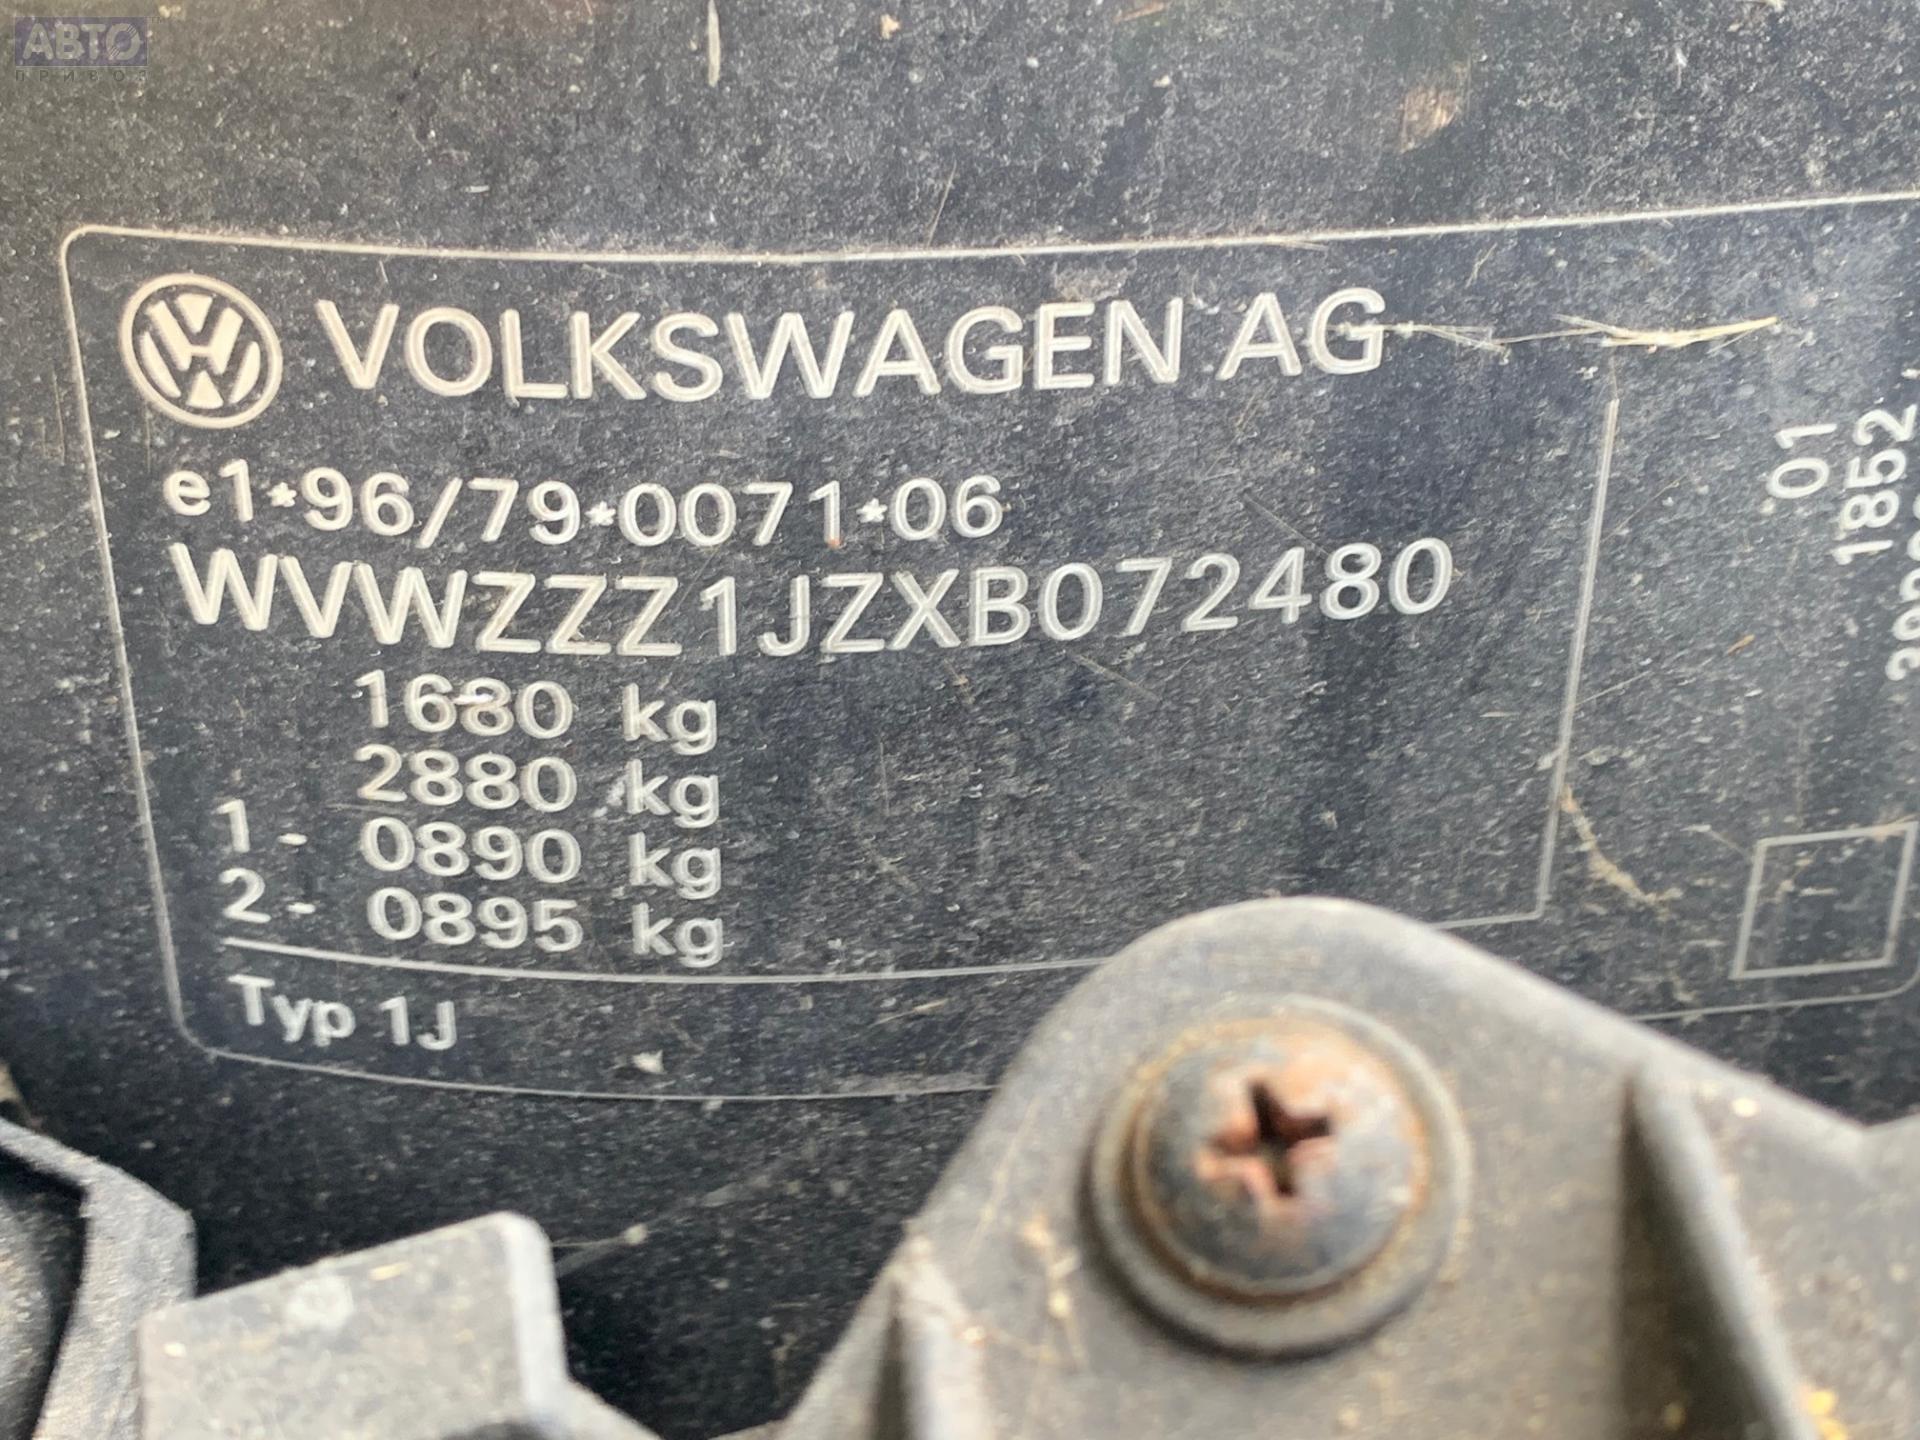 АВТО
ПРИВОЗ
VOLKSWAGEN AG
e1*96/79*0071*06
WVWZZZ1JZXB072480
1680 kg
2880 kg
1 - 0890 kg
2 - 0895 kg
Typ 1J
01
1852